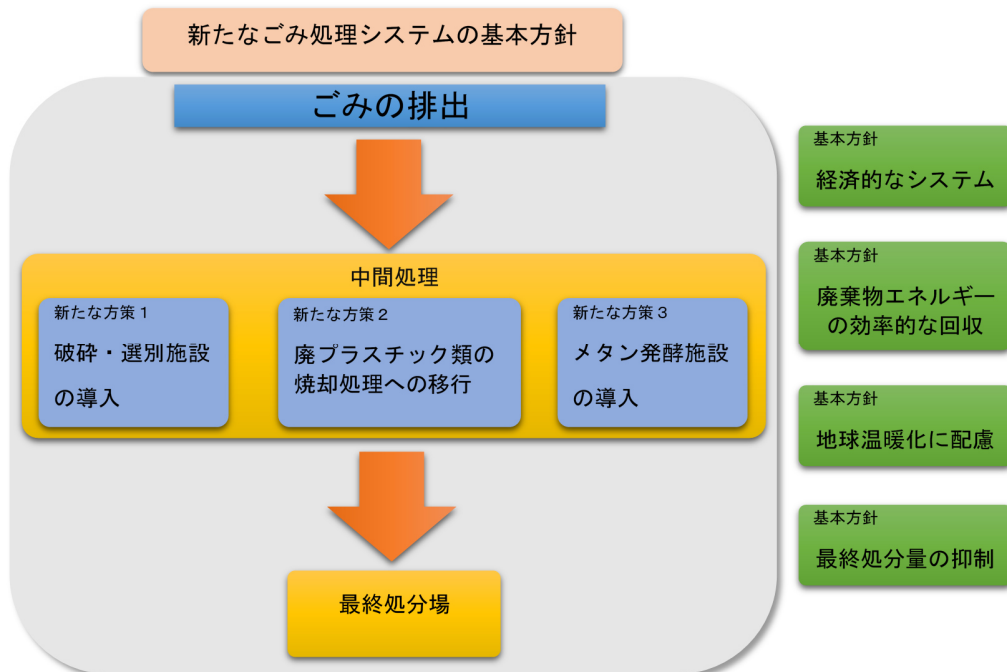 新たなごみ処理システムの基本方針
ごみの排出
中間処理
新たな方策１
破砕・選別施設
の導入
新たな方策２
廃プラスチック類の
焼却処理への移行
新たな方策３
メタン発酵施設
の導入
最終処分場
基本方針
経済的なシステム
基本方針
廃棄物エネルギー
の効率的な回収
基本方針
地球温暖化に配慮
基本方針
最終処分量の抑制